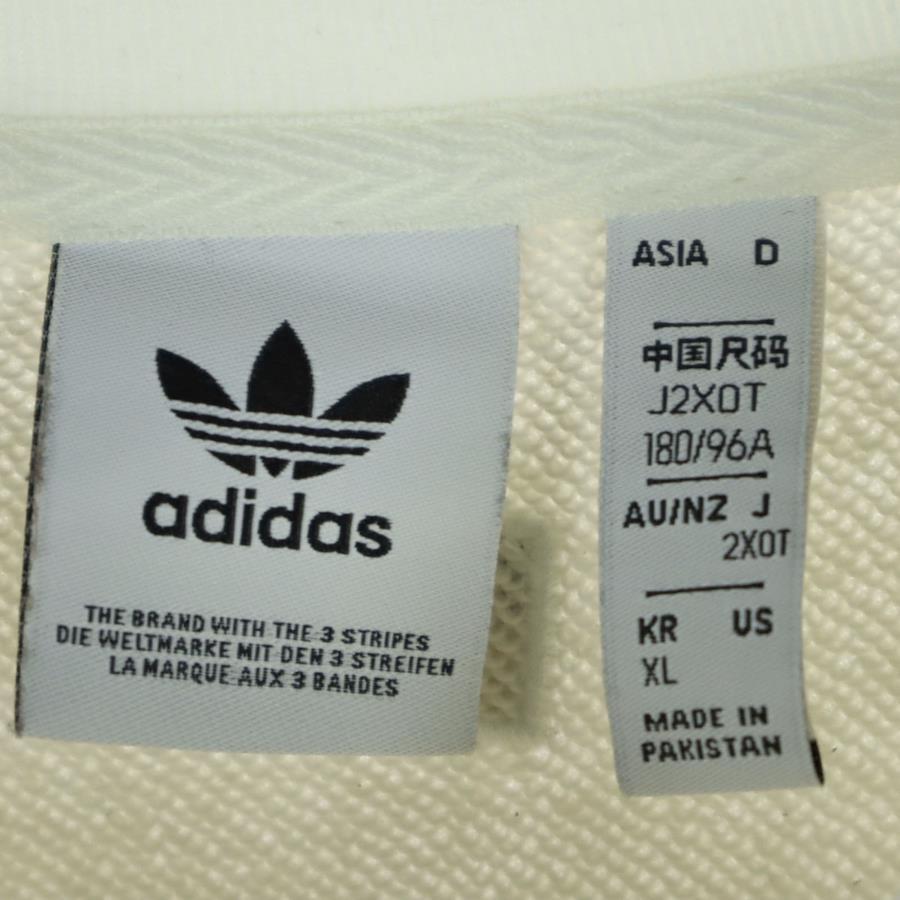 adidas
THE BRAND WITH THE 3 STRIPES
DIE WELTMARKE MIT DEN 3 STREIFEN
LA MARQUE AUX 3 BANDES
ASIA D
中国尺码
J2XOT
180/96A
AU/NZ J
2XOT
KR US
XL
MADE IN
PAKISTAN